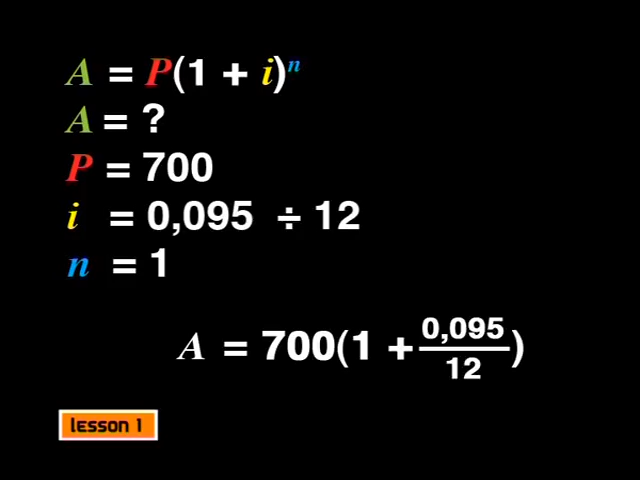 A = P(1 + i)ⁿ
A = ?
P = 700
i = 0,095 ÷ 12
n = 1
A = 700(1 + 0,095/12)
lesson 1